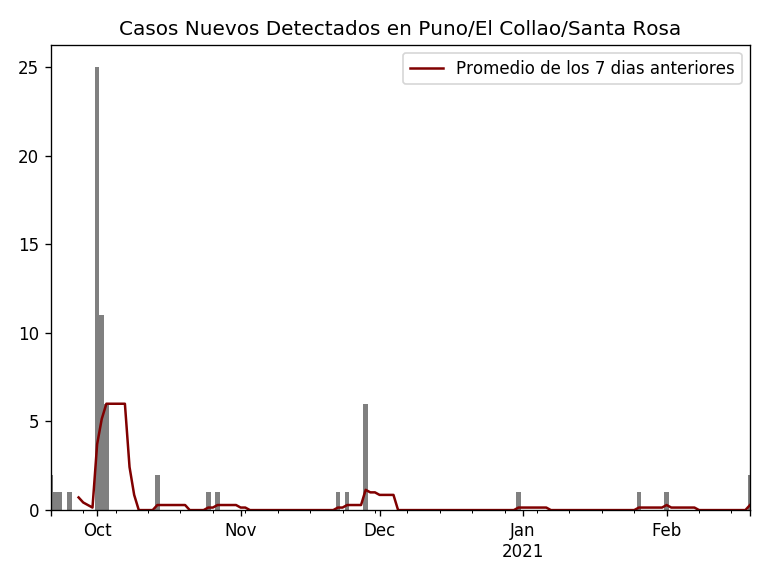 Casos Nuevos Detectados en Puno/El Collao/Santa Rosa
Promedio de los 7 dias anteriores
25
20
15
10
5
0
Oct
Nov
Dec
Jan
2021
Feb